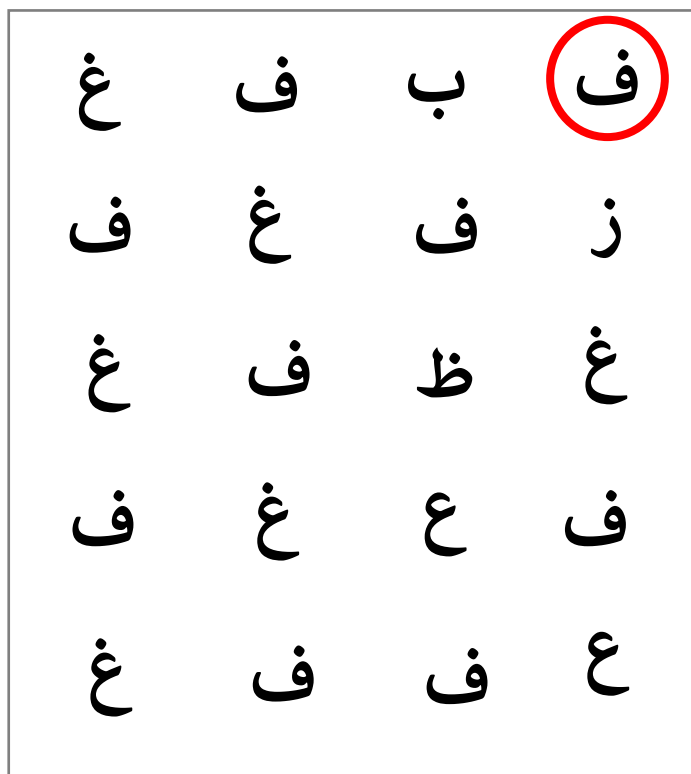 ف ب ف غ
ز ف غ ف
غ ظ ف غ
ف ع غ ف
ع ف ف غ